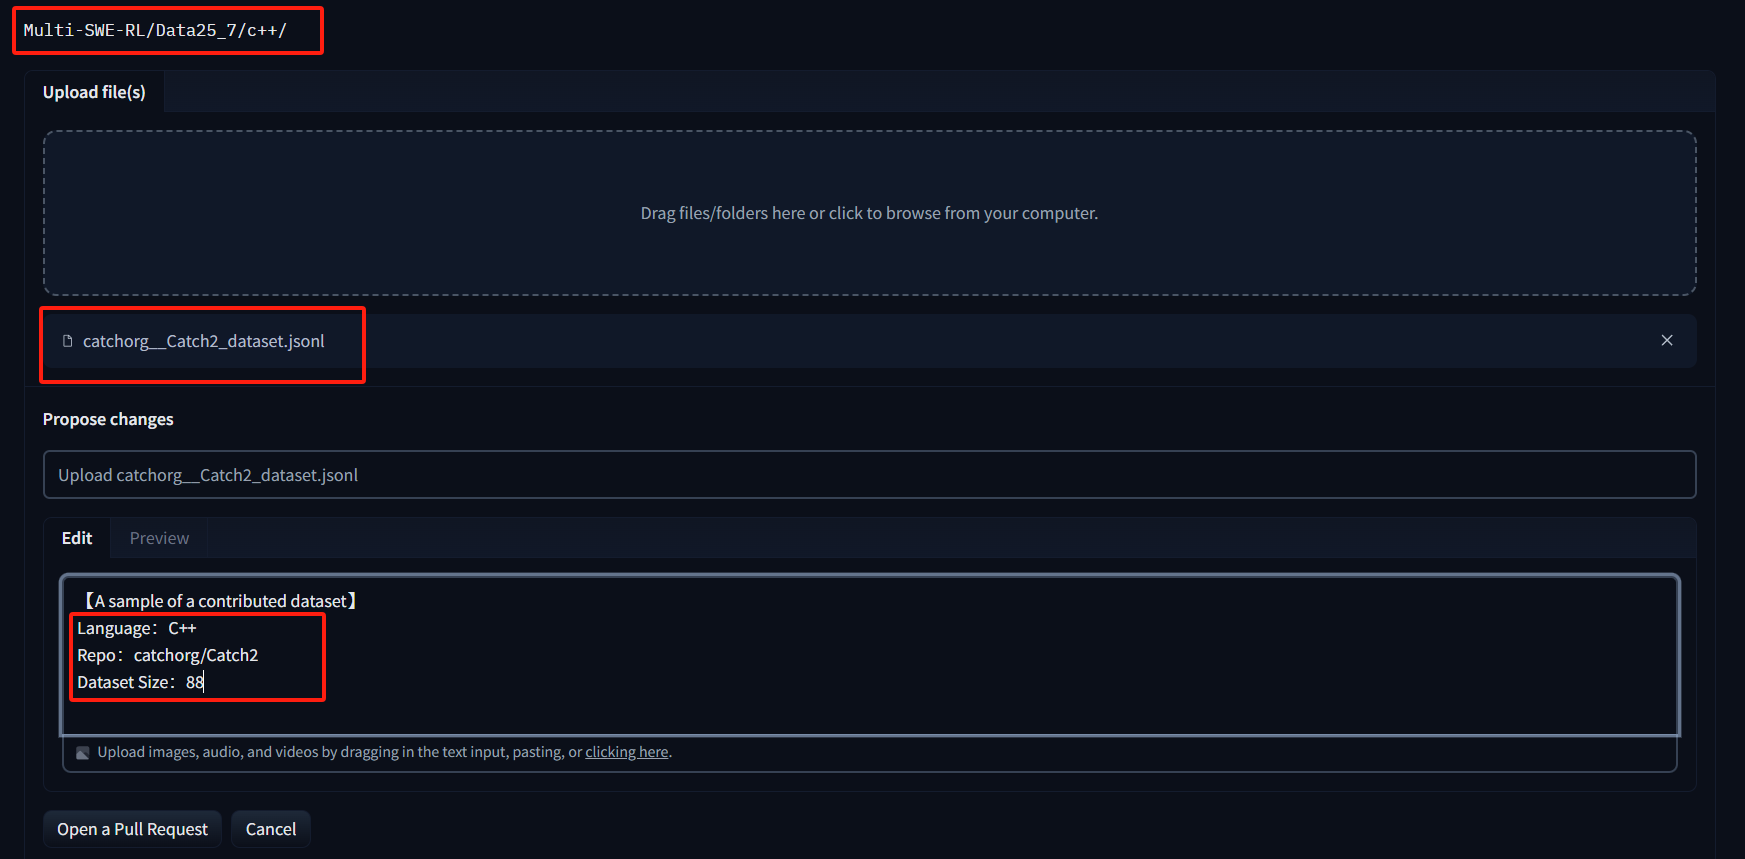 Multi-SWE-RL/Data25_7/c++/
Upload file(s)
Drag files/folders here or click to browse from your computer.
catchorg__Catch2_dataset.jsonl
Propose changes
Upload catchorg__Catch2_dataset.jsonl
Edit Preview
【A sample of a contributed dataset】
Language：C++
Repo：catchorg/Catch2
Dataset Size：88
Upload images, audio, and videos by dragging in the text input, pasting, or clicking here.
Open a Pull Request Cancel